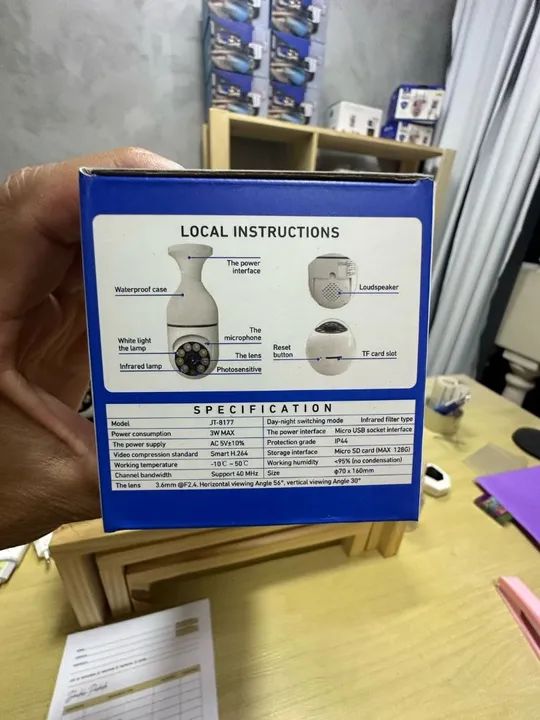 LOCAL INSTRUCTIONS
The power
interface
Waterproof case
Loudspeaker
White light
the lamp
The
microphone
Infrared lamp
The lens
Photosensitive
Reset
button
TF card slot
SPECIFICATION
Model JT-8177 Day-night switching mode Infrared filter type
Power consumption 3W MAX The power interface Micro USB socket interface
The power supply AC 5V±10% Protection grade IP44
Video compression standard Smart H.264 Storage interface Micro SD card (MAX 128G)
Working temperature -10℃ ~ 50℃ Working humidity <95% (no condensation)
Channel bandwidth Support 40 MHz Size φ70 x 160mm
The lens 3.6mm @F2.4. Horizontal viewing Angle 56°, vertical viewing Angle 30°